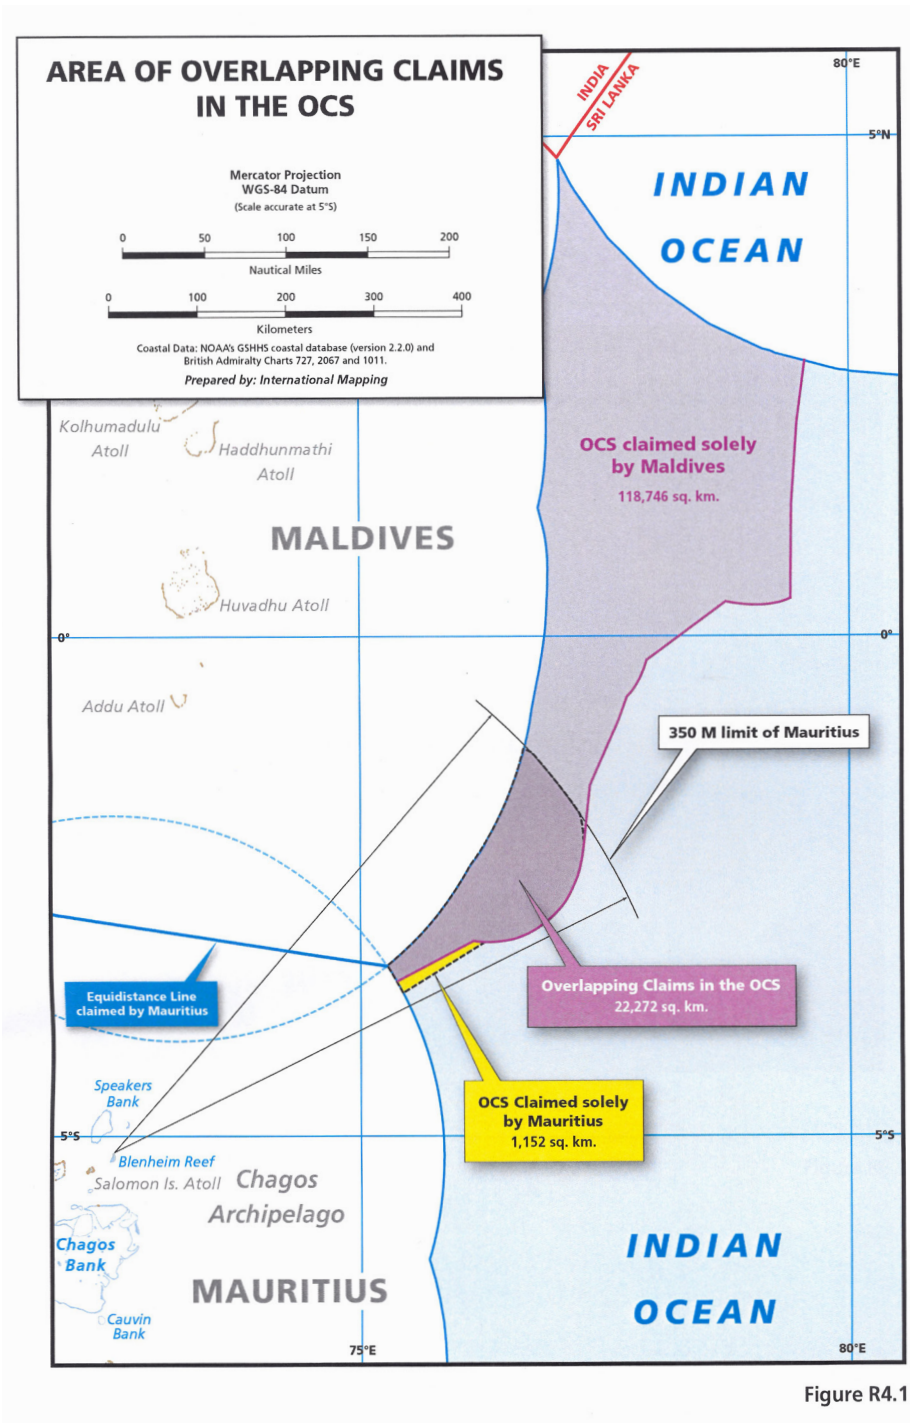 AREA OF OVERLAPPING CLAIMS
IN THE OCS
Mercator Projection
WGS-84 Datum
(Scale accurate at 5°S)
0 50 100 150 200
Nautical Miles
0 100 200 300 400
Kilometers
Coastal Data: NOAA's GSHHS coastal database (version 2.2.0) and
British Admiralty Charts 727, 2067 and 1011.
Prepared by: International Mapping
INDIA
SRI LANKA
80°E
5°N
INDIAN
OCEAN
Kolhumadulu
Atoll
Haddhunmathi
Atoll
OCS claimed solely
by Maldives
118,746 sq. km.
MALDIVES
Huvadhu Atoll
0°
0°
Addu Atoll
350 M limit of Mauritius
Equidistance Line
claimed by Mauritius
Overlapping Claims in the OCS
22,272 sq. km.
Speakers
Bank
OCS Claimed solely
by Mauritius
1,152 sq. km.
5°S
5°S
Blenheim Reef
Salomon Is. Atoll
Chagos
Archipelago
Chagos
Bank
INDIAN
OCEAN
MAURITIUS
Cauvin
Bank
75°E
80°E
Figure R4.1